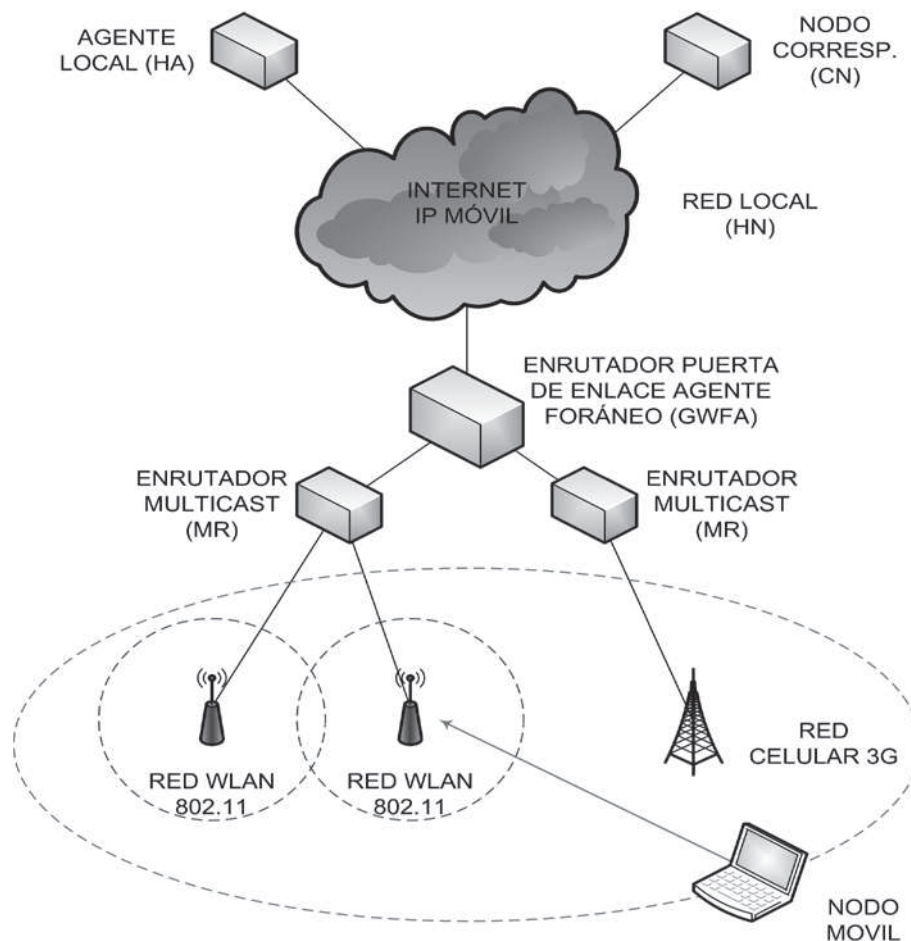 AGENTE
LOCAL (HA)
NODO
CORRESP.
(CN)
INTERNET
IP MÓVIL
RED LOCAL
(HN)
ENRUTADOR PUERTA
DE ENLACE AGENTE
FORÁNEO (GWFA)
ENRUTADOR
MULTICAST
(MR)
ENRUTADOR
MULTICAST
(MR)
RED WLAN
802.11
RED WLAN
802.11
RED
CELULAR 3G
NODO
MOVIL